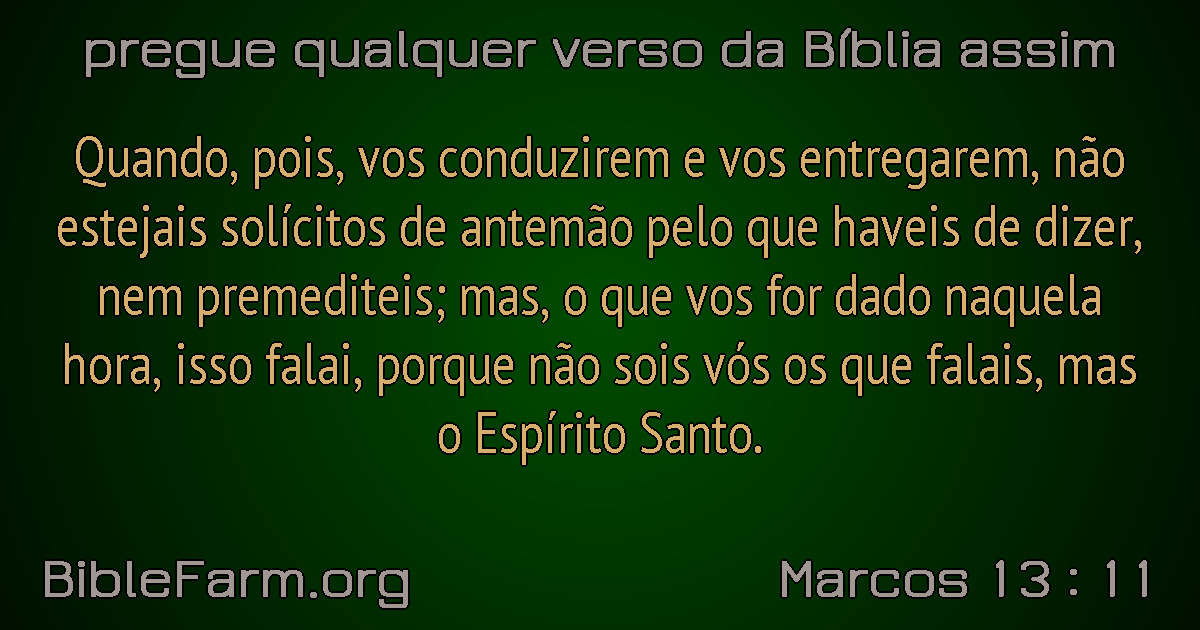 pregue qualquer verso da Bíblia assim
Quando, pois, vos conduzirem e vos entregarem, não
estejais solícitos de antemão pelo que haveis de dizer,
nem premediteis; mas, o que vos for dado naquela
hora, isso falai, porque não sois vós os que falais, mas
o Espírito Santo.
BibleFarm.org
Marcos 13 : 11